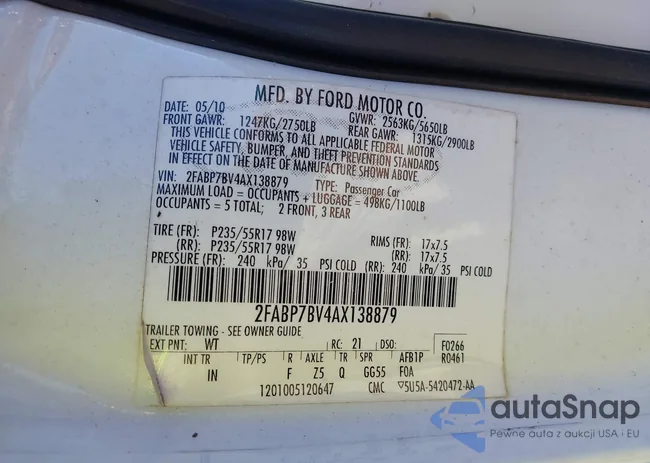 MFD. BY FORD MOTOR CO.
DATE: 05/10 GVWR: 2563KG/5650LB
FRONT GAWR: 1247KG/2750LB REAR GAWR: 1315KG/2900LB
THIS VEHICLE CONFORMS TO ALL APPLICABLE FEDERAL MOTOR
VEHICLE SAFETY, BUMPER, AND THEFT PREVENTION STANDARDS
IN EFFECT ON THE DATE OF MANUFACTURE SHOWN ABOVE.
VIN: 2FABP7BV4AX138879 TYPE: Passenger Car
MAXIMUM LOAD = OCCUPANTS + LUGGAGE = 498KG/1100LB
OCCUPANTS = 5 TOTAL; 2 FRONT, 3 REAR
TIRE (FR): P235/55R17 98W RIMS (FR): 17x7.5
(RR): P235/55R17 98W (RR): 17x7.5
PRESSURE (FR): 240 kPa/ 35 PSI COLD (RR): 240 kPa/ 35 PSI COLD
2FABP7BV4AX138879
TRAILER TOWING - SEE OWNER GUIDE
EXT PNT: WT RC: 21 DSO: F0266
INT TR TP/PS R AXLE TR SPR AFB1P R0461
IN F Z5 Q GG55 F0A
1201005120647 CMC 5U5A-5420472-AA
autaSnap
Pewne auta z aukcji USA i EU